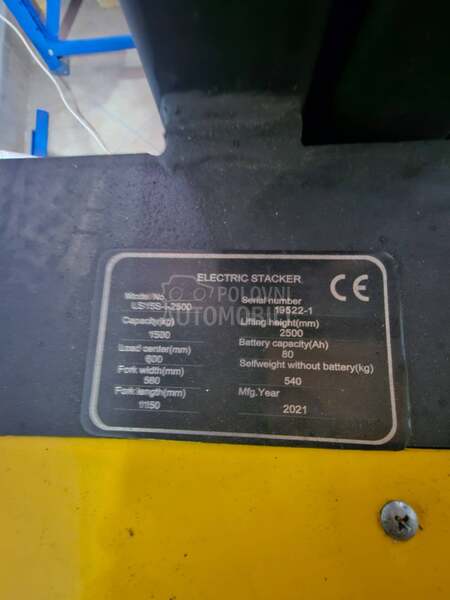 ELECTRIC STACKER
CE
Model No
LS15S-I-2500
Serial number
19522-1
POLOVNI
AUTOMOBILI
Capacity(kg)
1500
Lifting height(mm)
2500
Load center(mm)
600
Battery capacity(Ah)
80
Fork width(mm)
560
Selfweight without battery(kg)
540
Fork length(mm)
1150
Mfg.Year
2021